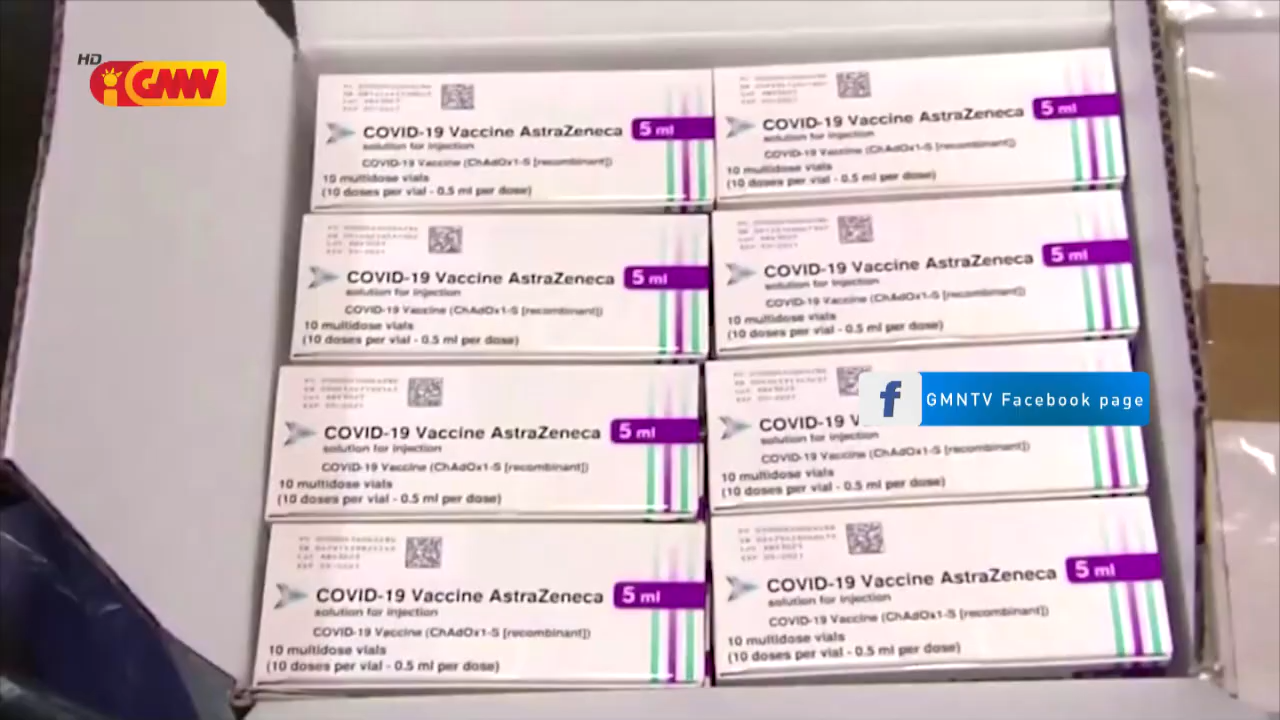 HD
iGMN
COVID-19 Vaccine AstraZeneca 5 ml
solution for injection
COVID-19 Vaccine (ChAdOx1-S [recombinant])
10 multidose vials
(10 doses per vial - 0.5 ml per dose)
COVID-19 Vaccine AstraZeneca 5 ml
solution for injection
COVID-19 Vaccine (ChAdOx1-S [recombinant])
10 multidose vials
(10 doses per vial - 0.5 ml per dose)
COVID-19 Vaccine AstraZeneca 5 ml
solution for injection
COVID-19 Vaccine (ChAdOx1-S [recombinant])
10 multidose vials
(10 doses per vial - 0.5 ml per dose)
COVID-19 Vaccine AstraZeneca 5 ml
solution for injection
COVID-19 Vaccine (ChAdOx1-S [recombinant])
10 multidose vials
(10 doses per vial - 0.5 ml per dose)
COVID-19 Vaccine AstraZeneca 5 ml
solution for injection
COVID-19 Vaccine (ChAdOx1-S [recombinant])
10 multidose vials
(10 doses per vial - 0.5 ml per dose)
f GMNTV Facebook page
COVID-19 V
solution for injection
COVID-19 Vaccine (ChAdOx1-S [recombinant])
10 multidose vials
(10 doses per vial - 0.5 ml per dose)
COVID-19 Vaccine AstraZeneca 5 ml
solution for injection
COVID-19 Vaccine (ChAdOx1-S [recombinant])
10 multidose vials
(10 doses per vial - 0.5 ml per dose)
COVID-19 Vaccine AstraZeneca 5 ml
solution for injection
COVID-19 Vaccine (ChAdOx1-S [recombinant])
10 multidose vials
(10 doses per vial - 0.5 ml per dose)